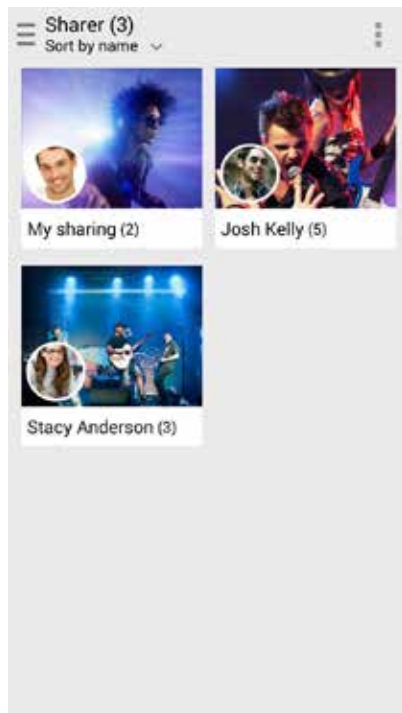 Sharer (3)
Sort by name
My sharing (2)
Josh Kelly (5)
Stacy Anderson (3)